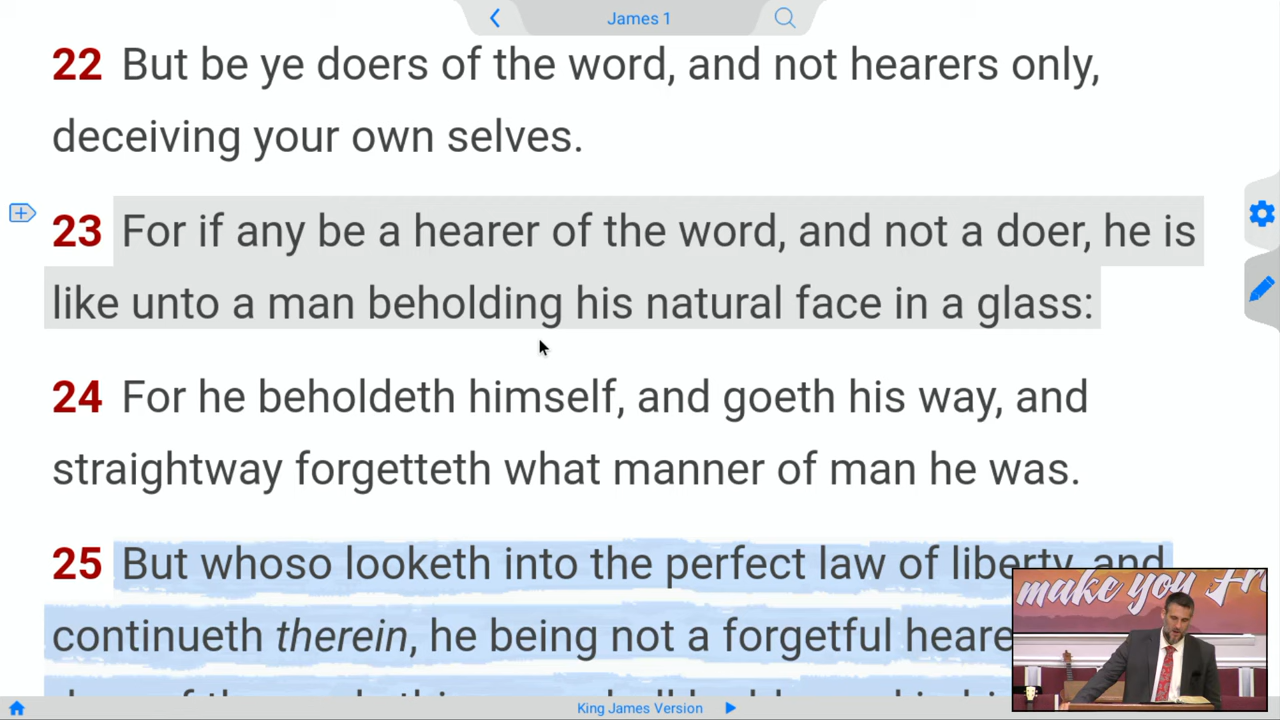 James 1
22 But be ye doers of the word, and not hearers only,
deceiving your own selves.
23 For if any be a hearer of the word, and not a doer, he is
like unto a man beholding his natural face in a glass:
24 For he beholdeth himself, and goeth his way, and
straightway forgetteth what manner of man he was.
25 But whoso looketh into the perfect law of liberty, and
continueth therein, he being not a forgetful
make you
King James Version